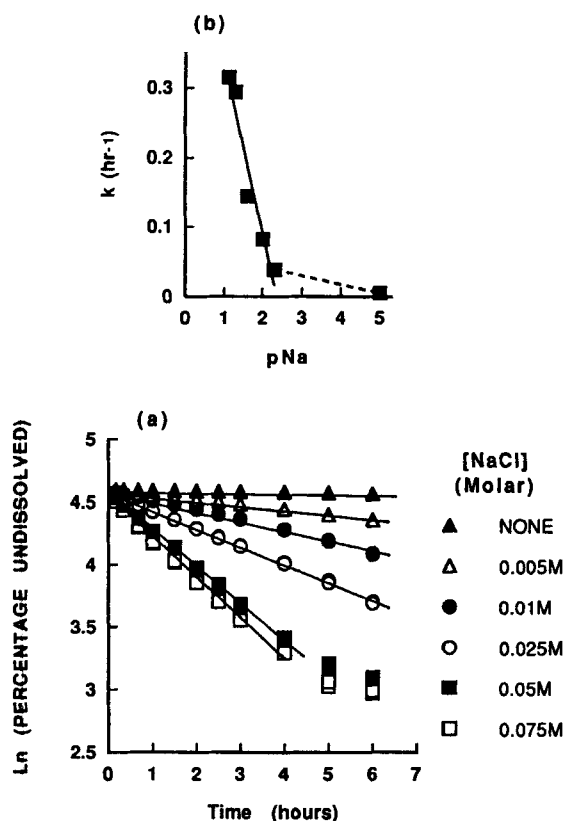 (b)
0.3
0.2
0.1
0
k (hr-1)
0 1 2 3 4 5
pNa
(a)
5
4.5
4
3.5
3
2.5
Ln (PERCENTAGE UNDISSOLVED)
1 2 3 4 5 6 7
Time (hours)
[NaCl]
(Molar)
NONE
0.005M
0.01M
0.025M
0.05M
0.075M